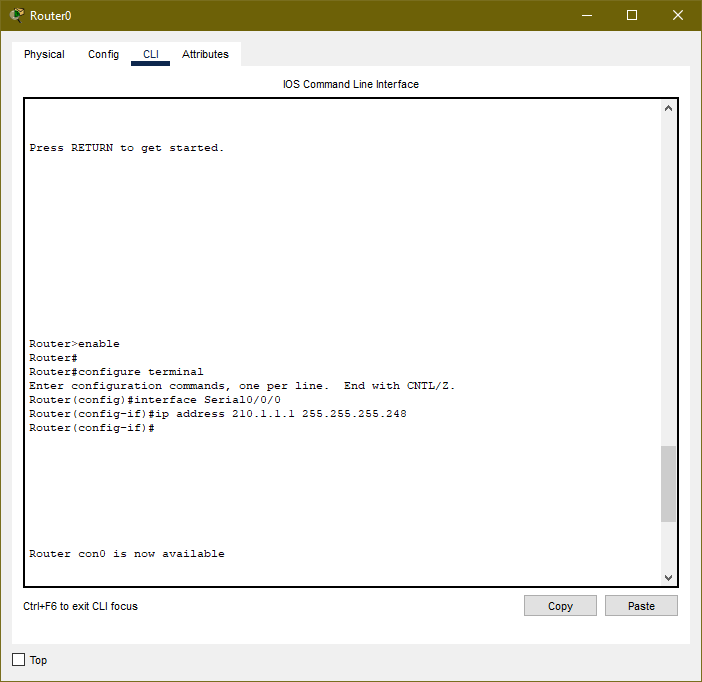 Router0
Physical Config CLI Attributes
IOS Command Line Interface
Press RETURN to get started.
Router>enable
Router#
Router#configure terminal
Enter configuration commands, one per line.  End with CNTL/Z.
Router(config)#interface Serial0/0/0
Router(config-if)#ip address 210.1.1.1 255.255.255.248
Router(config-if)#
Router con0 is now available
Ctrl+F6 to exit CLI focus Copy Paste
Top